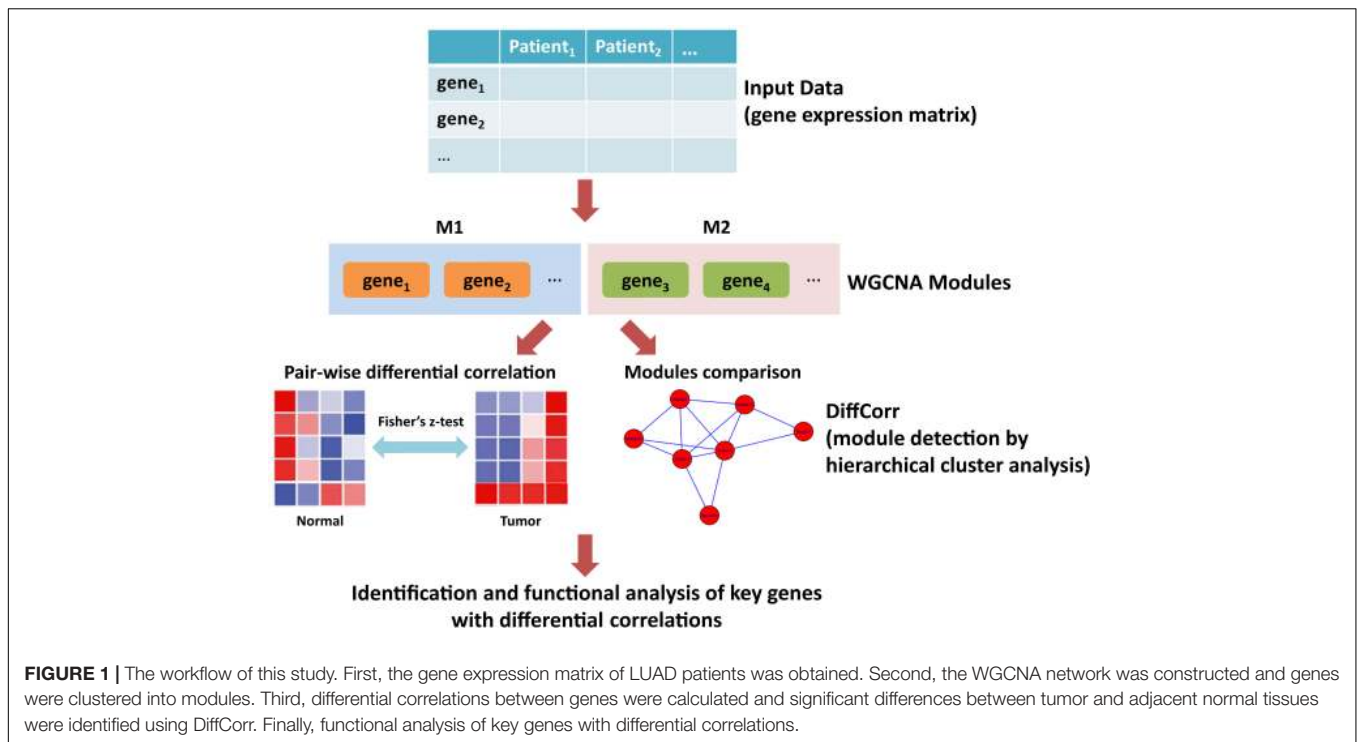 Patient₁ Patient₂ ...
gene₁
gene₂
...
Input Data
(gene expression matrix)
M1 M2
gene₁ gene₂ ... gene₃ gene₄ ...
WGCNA Modules
Pair-wise differential correlation
Fisher's z-test
Normal Tumor
Modules comparison
DiffCorr
(module detection by
hierarchical cluster analysis)
Identification and functional analysis of key genes
with differential correlations
FIGURE 1 | The workflow of this study. First, the gene expression matrix of LUAD patients was obtained. Second, the WGCNA network was constructed and genes
were clustered into modules. Third, differential correlations between genes were calculated and significant differences between tumor and adjacent normal tissues
were identified using DiffCorr. Finally, functional analysis of key genes with differential correlations.